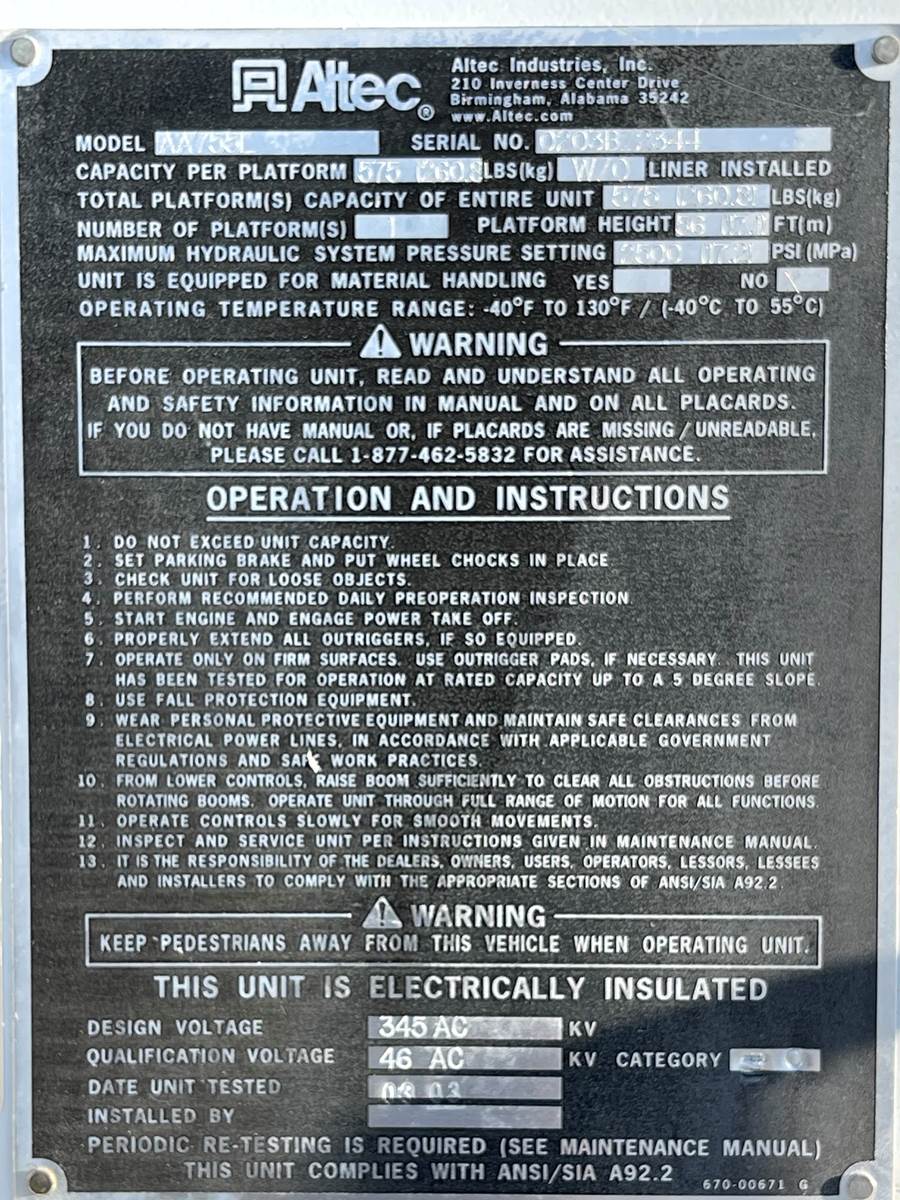 Altec®
Altec Industries, Inc.
210 Inverness Center Drive
Birmingham, Alabama 35242
www.Altec.com
MODEL SERIAL NO.
CAPACITY PER PLATFORM 575 LBS(kg) W/O LINER INSTALLED
TOTAL PLATFORM(S) CAPACITY OF ENTIRE UNIT 575 LBS(kg)
NUMBER OF PLATFORM(S) 1 PLATFORM HEIGHT FT(m)
MAXIMUM HYDRAULIC SYSTEM PRESSURE SETTING PSI (MPa)
UNIT IS EQUIPPED FOR MATERIAL HANDLING YES NO
OPERATING TEMPERATURE RANGE: -40°F TO 130°F / (-40°C TO 55°C)
WARNING
BEFORE OPERATING UNIT, READ AND UNDERSTAND ALL OPERATING
AND SAFETY INFORMATION IN MANUAL AND ON ALL PLACARDS.
IF YOU DO NOT HAVE MANUAL OR, IF PLACARDS ARE MISSING/UNREADABLE,
PLEASE CALL 1-877-462-5832 FOR ASSISTANCE.
OPERATION AND INSTRUCTIONS
1. DO NOT EXCEED UNIT CAPACITY.
2. SET PARKING BRAKE AND PUT WHEEL CHOCKS IN PLACE
3. CHECK UNIT FOR LOOSE OBJECTS.
4. PERFORM RECOMMENDED DAILY PREOPERATION INSPECTION.
5. START ENGINE AND ENGAGE POWER TAKE OFF.
6. PROPERLY EXTEND ALL OUTRIGGERS, IF SO EQUIPPED.
7. OPERATE ONLY ON FIRM SURFACES. USE OUTRIGGER PADS, IF NECESSARY. THIS UNIT
HAS BEEN TESTED FOR OPERATION AT RATED CAPACITY UP TO A 5 DEGREE SLOPE.
8. USE FALL PROTECTION EQUIPMENT.
9. WEAR PERSONAL PROTECTIVE EQUIPMENT AND MAINTAIN SAFE CLEARANCES FROM
ELECTRICAL POWER LINES, IN ACCORDANCE WITH APPLICABLE GOVERNMENT
REGULATIONS AND SAFE WORK PRACTICES.
10. FROM LOWER CONTROLS, RAISE BOOM SUFFICIENTLY TO CLEAR ALL OBSTRUCTIONS BEFORE
ROTATING BOOMS. OPERATE UNIT THROUGH FULL RANGE OF MOTION FOR ALL FUNCTIONS.
11. OPERATE CONTROLS SLOWLY FOR SMOOTH MOVEMENTS.
12. INSPECT AND SERVICE UNIT PER INSTRUCTIONS GIVEN IN MAINTENANCE MANUAL.
13. IT IS THE RESPONSIBILITY OF THE DEALERS, OWNERS, USERS, OPERATORS, LESSORS, LESSEES
AND INSTALLERS TO COMPLY WITH THE APPROPRIATE SECTIONS OF ANSI/SIA A92.2.
WARNING
KEEP PEDESTRIANS AWAY FROM THIS VEHICLE WHEN OPERATING UNIT.
THIS UNIT IS ELECTRICALLY INSULATED
DESIGN VOLTAGE 345 AC KV
QUALIFICATION VOLTAGE 46 AC KV CATEGORY
DATE UNIT TESTED 03 03
INSTALLED BY
PERIODIC RE-TESTING IS REQUIRED (SEE MAINTENANCE MANUAL)
THIS UNIT COMPLIES WITH ANSI/SIA A92.2
670-00671 G